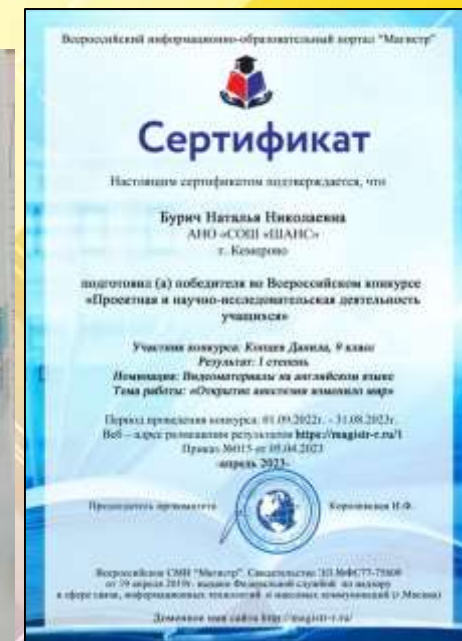 Всероссийский информационно-образовательный портал "Магистр"
Сертификат
Настоящим сертификатом подтверждается, что
Бурич Наталья Николаевна
АНО «СОШ «ШАНС»
г. Кемерово
подготовил (а) победителя во Всероссийском конкурсе
«Проектная и научно-исследовательская деятельность
учащихся»
Участник конкурса: Данила, 9 класс
Результат: 1 степень
Номинация: Видеоматериалы на английском языке
Тема работы: «Открытие анестезии изменило мир»
Период проведения конкурса: 01.09.2022г. - 31.08.2023г.
Веб – адрес размещения результатов https://magistr-r.ru/1
Приказ №015 от 05.04.2023
-апрель 2023-
Председатель оргкомитета
И.Ф.
Всероссийское СМИ "Магистр". Свидетельство ЭЛ №ФС77-75609
от 19 апреля 2019г. выдано Федеральной службой по надзору
в сфере связи, информационных технологий и массовых коммуникаций (г.Москва)
Доменное имя сайта http://magistr-r.ru/